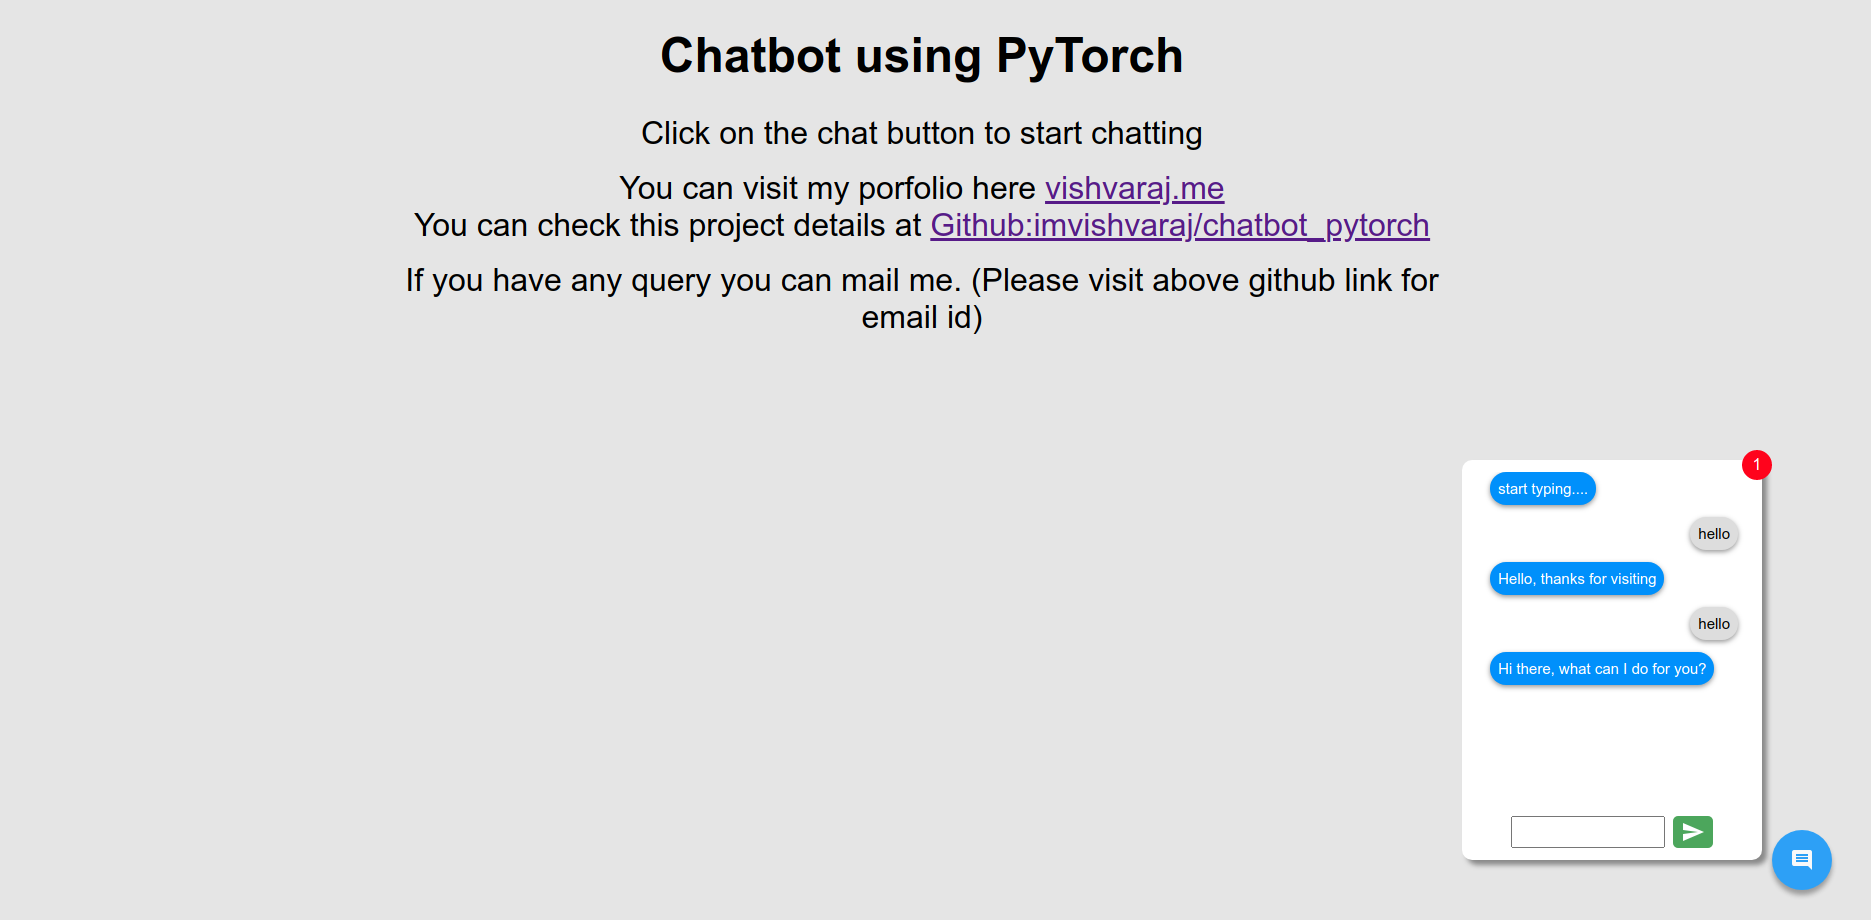 Chatbot using PyTorch
Click on the chat button to start chatting
You can visit my porfolio here vishvaraj.me
You can check this project details at Github:imvishvaraj/chatbot_pytorch
If you have any query you can mail me. (Please visit above github link for
email id)
1
start typing....
hello
Hello, thanks for visiting
hello
Hi there, what can I do for you?